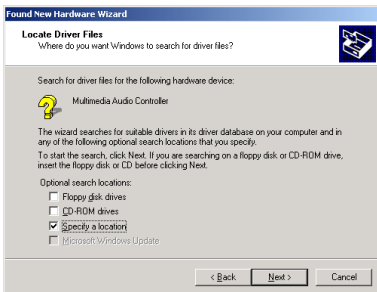 Found New Hardware Wizard
Locate Driver Files
Where do you want Windows to search for driver files?
Search for driver files for the following hardware device:
Multimedia Audio Controller
The wizard searches for suitable drivers in its driver database on your computer and in
any of the following optional search locations that you specify.
To start the search, click Next. If you are searching on a floppy disk or CD-ROM drive,
insert the floppy disk or CD before clicking Next.
Optional search locations:
Floppy disk drives
CD-ROM drives
Specify a location
Microsoft Windows Update
< Back Next > Cancel